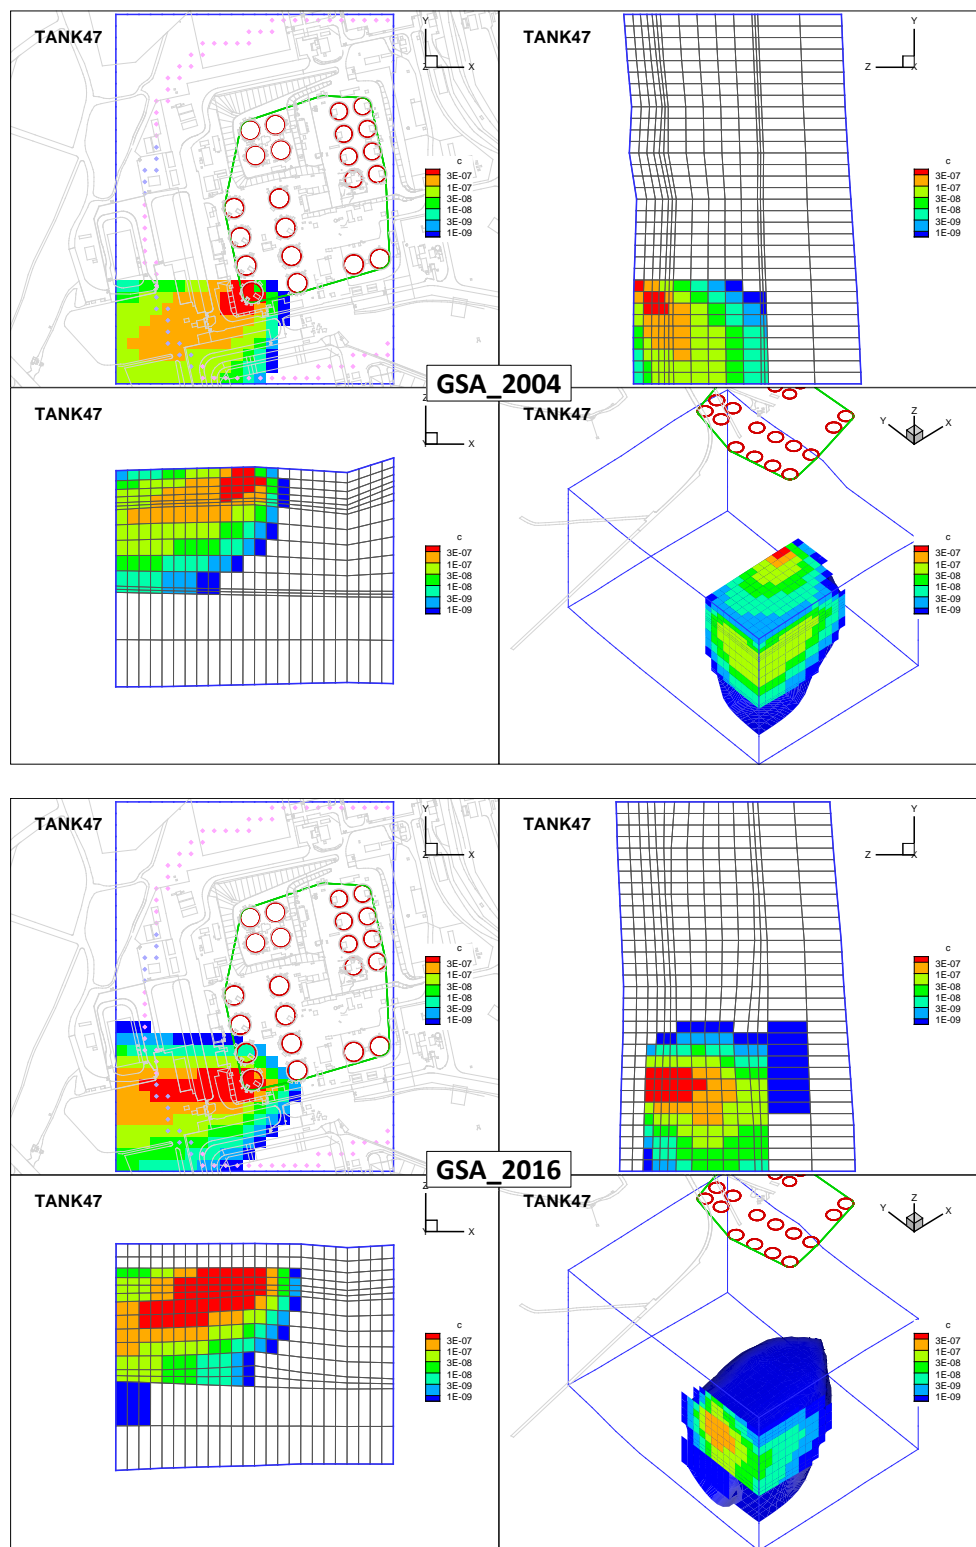 TANK47
Y
Z
X
c
3E-07
1E-07
3E-08
1E-08
3E-09
1E-09
TANK47
Y
Z
X
c
3E-07
1E-07
3E-08
1E-08
3E-09
1E-09
GSA_2004
TANK47
Z
Y
X
c
3E-07
1E-07
3E-08
1E-08
3E-09
1E-09
TANK47
Z
Y
X
c
3E-07
1E-07
3E-08
1E-08
3E-09
1E-09
TANK47
Y
Z
X
c
3E-07
1E-07
3E-08
1E-08
3E-09
1E-09
TANK47
Y
Z
X
c
3E-07
1E-07
3E-08
1E-08
3E-09
1E-09
GSA_2016
TANK47
Z
Y
X
c
3E-07
1E-07
3E-08
1E-08
3E-09
1E-09
TANK47
Z
Y
X
c
3E-07
1E-07
3E-08
1E-08
3E-09
1E-09